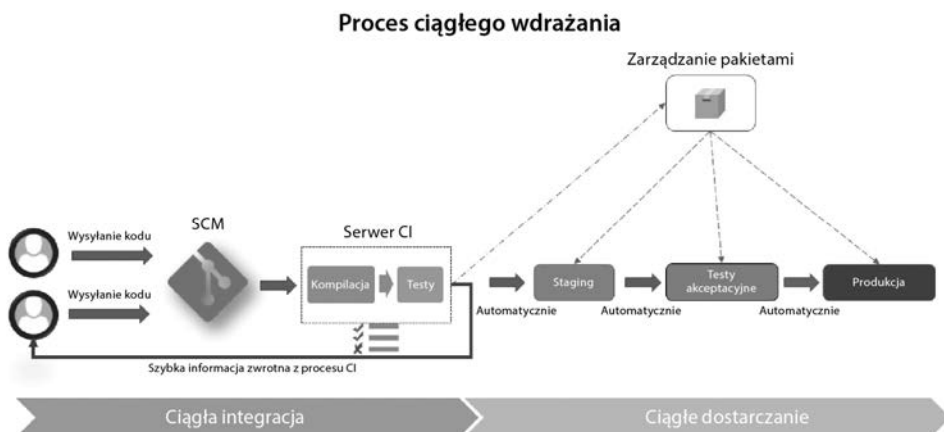 Proces ciągłego wdrażania
Zarządzanie pakietami
SCM
Serwer CI
Wysyłanie kodu
Wysyłanie kodu
Kompilacja
Testy
Staging
Testy
akceptacyjne
Produkcja
Automatycznie
Automatycznie
Automatycznie
Szybka informacja zwrotna z procesu CI
Ciągła integracja
Ciągłe dostarczanie